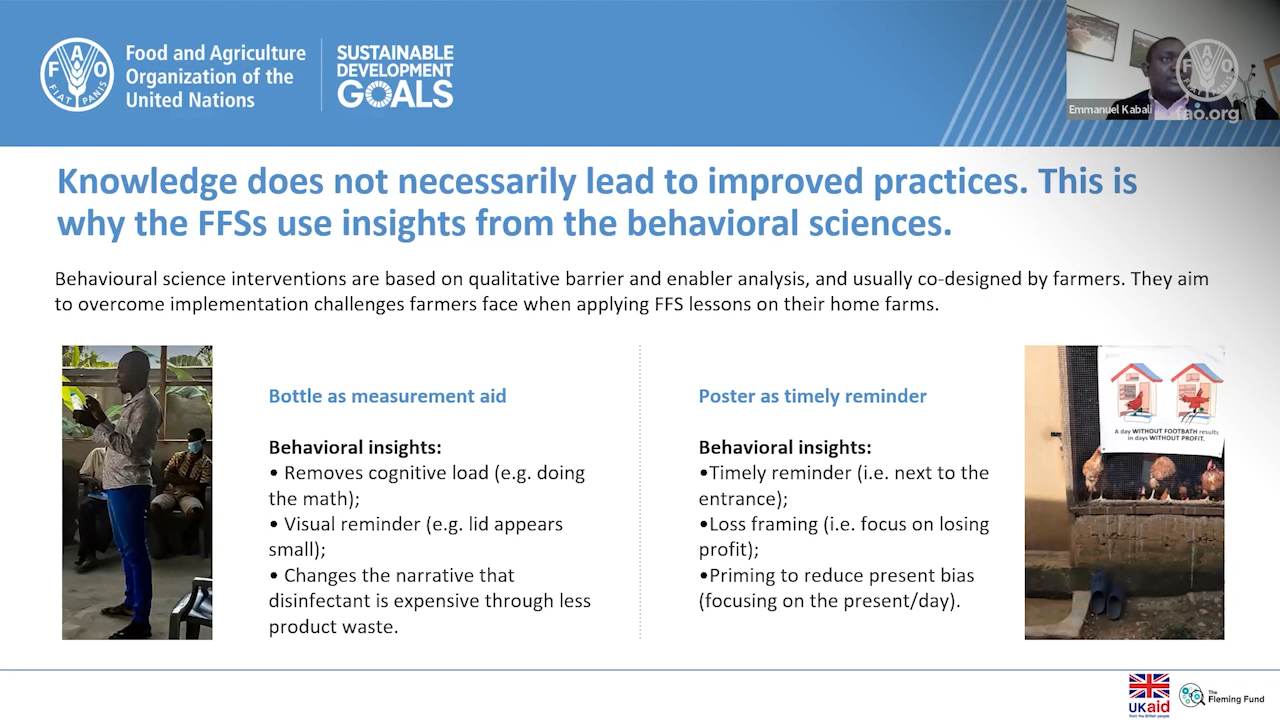 Food and Agriculture
Organization of the
United Nations
SUSTAINABLE
DEVELOPMENT
GOALS
F A O
FIAT PANIS
Emmanuel Kabali
F A O
fao.org
Knowledge does not necessarily lead to improved practices. This is
why the FFSs use insights from the behavioral sciences.
Behavioural science interventions are based on qualitative barrier and enabler analysis, and usually co-designed by farmers. They aim
to overcome implementation challenges farmers face when applying FFS lessons on their home farms.
Bottle as measurement aid
Behavioral insights:
• Removes cognitive load (e.g. doing
the math);
• Visual reminder (e.g. lid appears
small);
• Changes the narrative that
disinfectant is expensive through less
product waste.
Poster as timely reminder
Behavioral insights:
•Timely reminder (i.e. next to the
entrance);
•Loss framing (i.e. focus on losing
profit);
•Priming to reduce present bias
(focusing on the present/day).
A day WITHOUT FOOTBATH results
in days WITHOUT PROFIT.
UKaid
from the British people
The
Fleming Fund